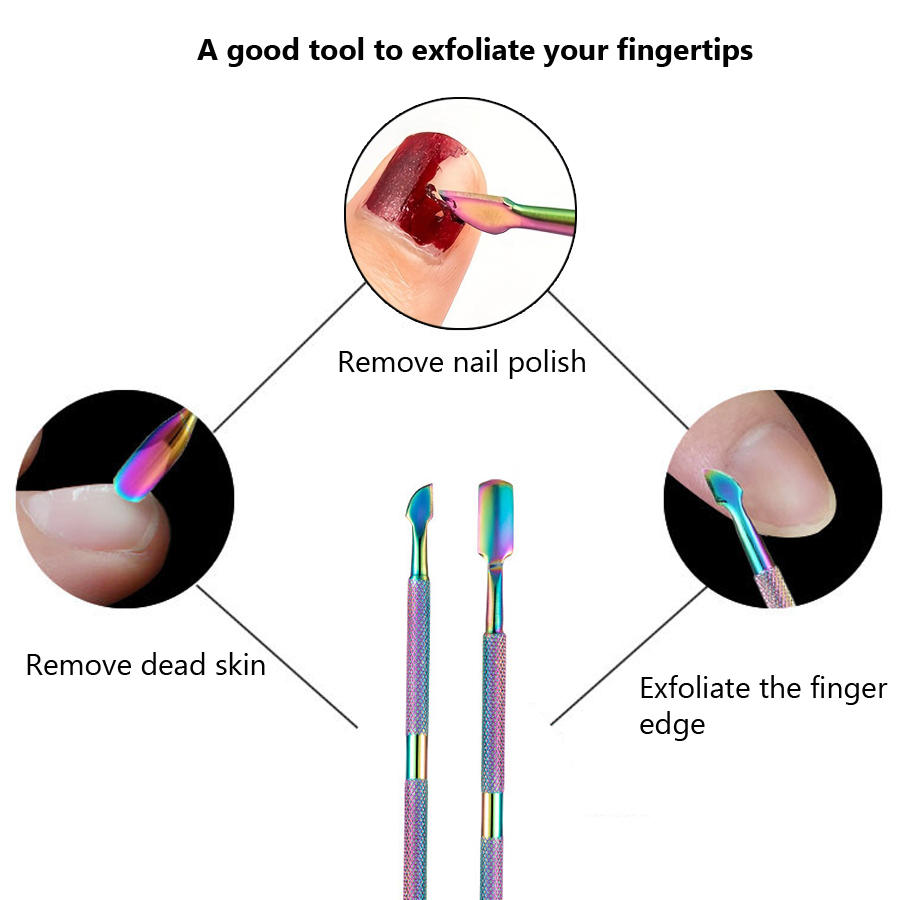 A good tool to exfoliate your fingertips
Remove nail polish
Remove dead skin
Exfoliate the finger
edge